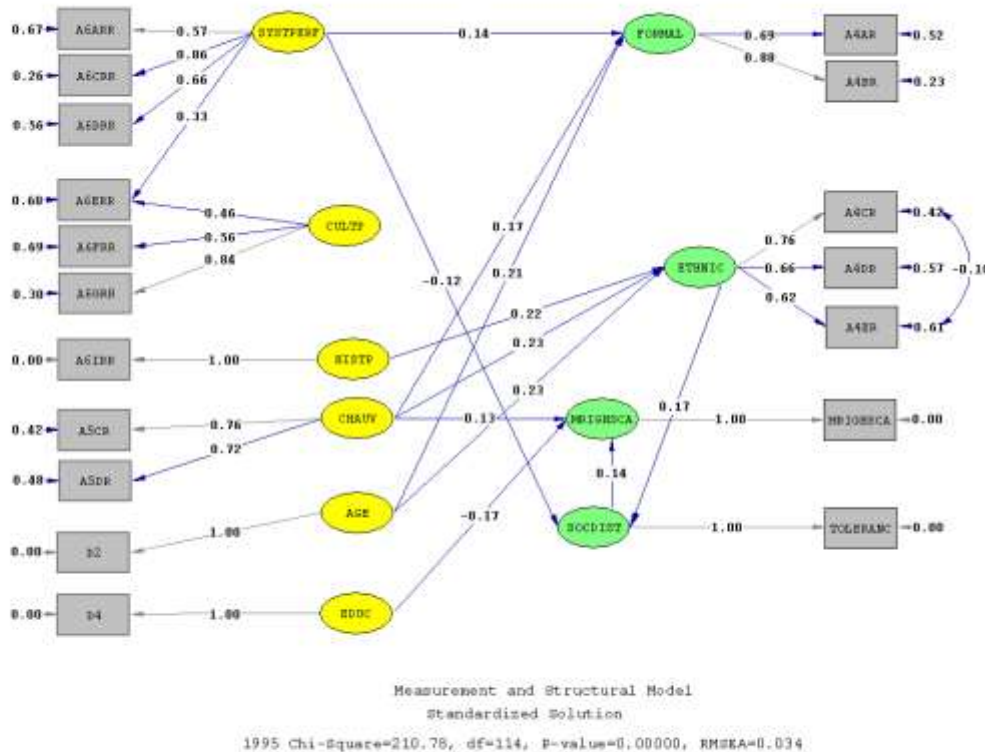 0.67 A6ARR 0.57 SYSTPERF 0.14 FORMAL 0.69 A4AR 0.52
0.26 A6CRR 0.86 0.88 A4BR 0.23
0.56 A6DRR 0.66
0.33
0.60 A6ERR 0.46 CULTP
0.69 A6FRR 0.56
0.30 A6GRR 0.84
0.17 0.21 -0.12
0.76 A4CR 0.42
ETHNIC 0.66 A4DR 0.57 -0.10
0.62 A4ER 0.61
0.22
0.00 A6IRR 1.00 HISTP 0.23
0.23 0.17
0.42 A5CR 0.76 CHAUV 0.13 MRIGHSCA 1.00 MRIGHSCA 0.00
0.48 A5DR 0.72
0.14
-0.17
0.00 D2 1.00 AGE SOCDIST 1.00 TOLERANC 0.00
0.00 D4 1.00 EDUC
Measurement and Structural Model
Standardized Solution
1995 Chi-Square=210.78, df=114, P-value=0.00000, RMSEA=0.034